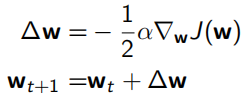 Δw = − 1/2 α∇_w J(w)
w_{t+1} = w_t + Δw